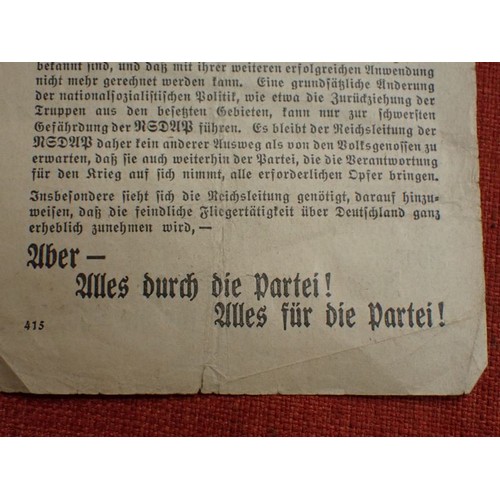 bekannt sind, und daß mit ihrer weiteren erfolgreichen Anwendung
nicht mehr gerechnet werden kann. Eine grundsätzliche Änderung
der nationalsozialistischen Politik, wie etwa die Zurückziehung der
Truppen aus den besetzten Gebieten, kann nur zur schwersten
Gefährdung der NSDAP führen. Es bleibt der Reichsleitung der
NSDAP daher kein anderer Ausweg als von den Volksgenossen zu
erwarten, daß sie auch weiterhin der Partei, die die Verantwortung
für den Krieg auf sich nimmt, alle erforderlichen Opfer bringen.
Insbesondere sieht sich die Reichsleitung genötigt, darauf hinzu-
weisen, daß die feindliche Fliegertätigkeit über Deutschland ganz
erheblich zunehmen wird, —
Aber —
Alles durch die Partei!
Alles für die Partei!
415